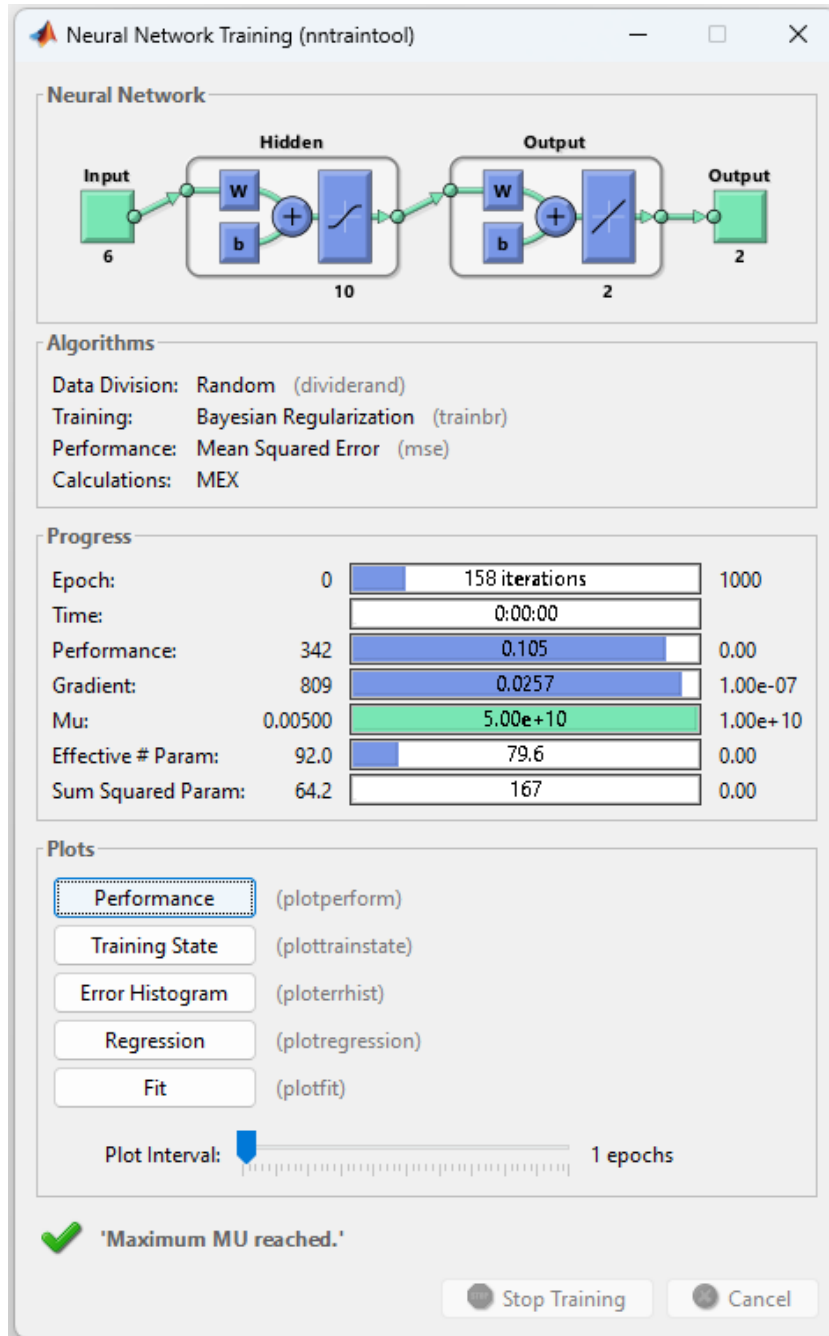 Neural Network Training (nntraintool)
Neural Network
Hidden
Output
Input
Output
W
W
+
+
b
b
6
2
10
2
Algorithms
Data Division: Random (dividerand)
Training: Bayesian Regularization (trainbr)
Performance: Mean Squared Error (mse)
Calculations: MEX
Progress
Epoch: 0 158 iterations 1000
Time: 0:00:00
Performance: 342 0.105 0.00
Gradient: 809 0.0257 1.00e-07
Mu: 0.00500 5.00e+10 1.00e+10
Effective # Param: 92.0 79.6 0.00
Sum Squared Param: 64.2 167 0.00
Plots
Performance (plotperform)
Training State (plottrainstate)
Error Histogram (ploterrhist)
Regression (plotregression)
Fit (plotfit)
Plot Interval: 1 epochs
'Maximum MU reached.'
STOP Stop Training Cancel